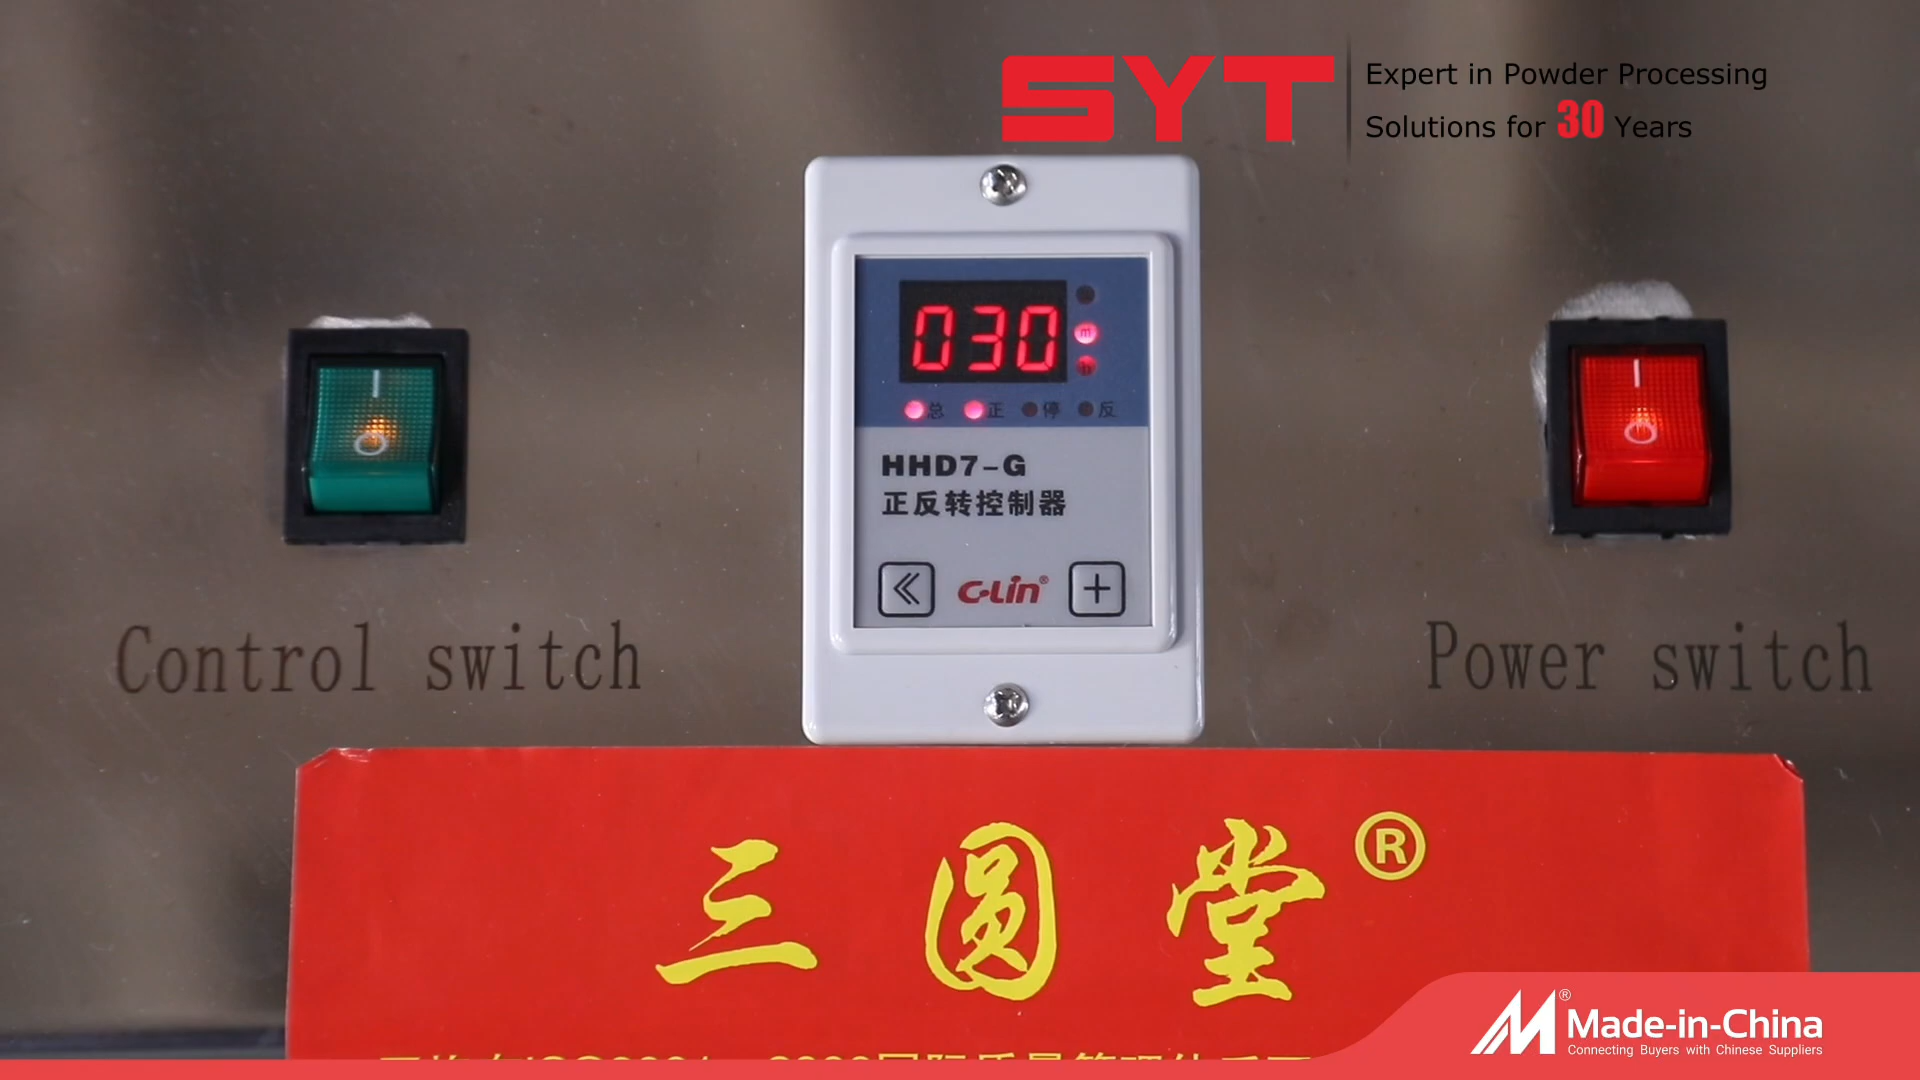 SYT
Expert in Powder Processing
Solutions for 30 Years
030
m
h
总 正 停 反
HHD7-G
正反转控制器
C-Lin®
Control switch
Power switch
三圆堂®
Made-in-China®
Connecting Buyers with Chinese Suppliers